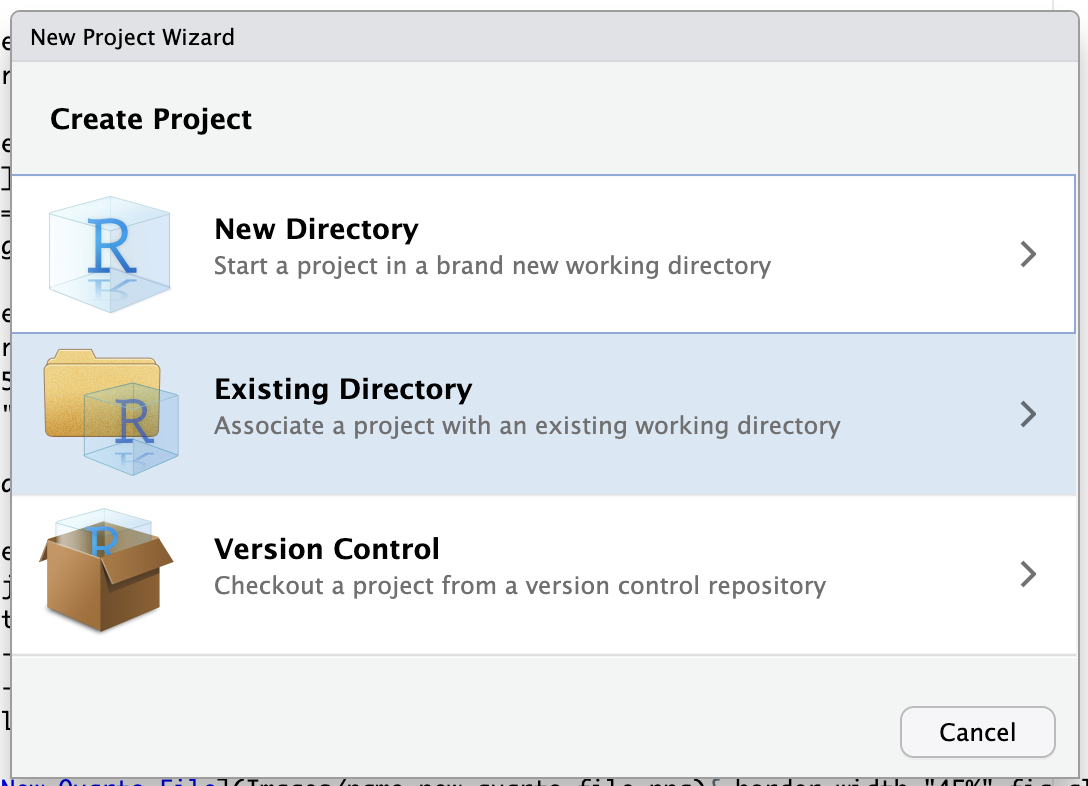 New Project Wizard
Create Project
R
New Directory
Start a project in a brand new working directory
R
Existing Directory
Associate a project with an existing working directory
R
Version Control
Checkout a project from a version control repository
Cancel